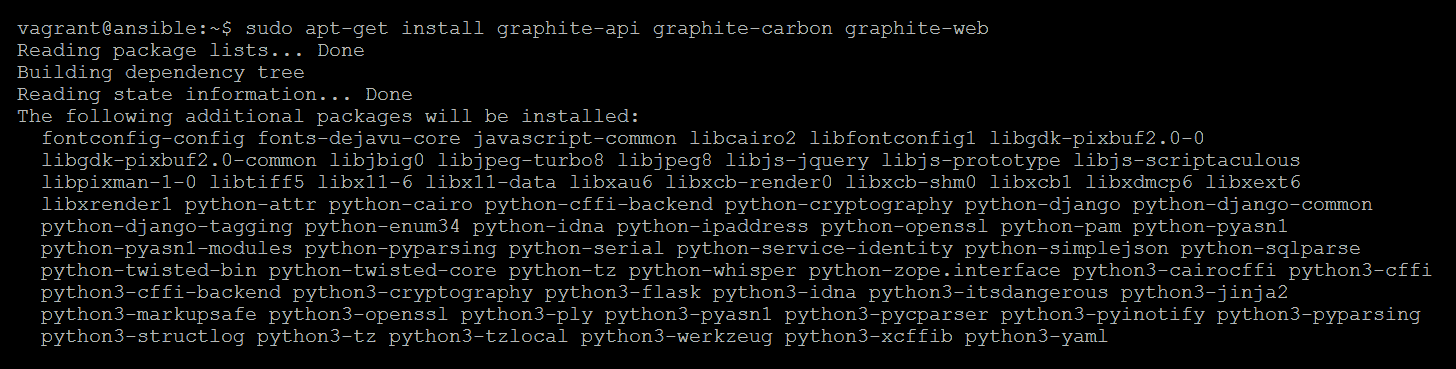 vagrant@ansible:~$ sudo apt-get install graphite-api graphite-carbon graphite-web
Reading package lists... Done
Building dependency tree
Reading state information... Done
The following additional packages will be installed:
fontconfig-config fonts-dejavu-core javascript-common libcairo2 libfontconfig1 libgdk-pixbuf2.0-0
libgdk-pixbuf2.0-common libjbig0 libjpeg-turbo8 libjpeg8 libjs-jquery libjs-prototype libjs-scriptaculous
libpixman-1-0 libtiff5 libx11-6 libx11-data libxau6 libxcb-render0 libxcb-shm0 libxcb1 libxdmcp6 libxext6
libxrender1 python-attr python-cairo python-cffi-backend python-cryptography python-django python-django-common
python-django-tagging python-enum34 python-idna python-ipaddress python-openssl python-pam python-pyasn1
python-pyasn1-modules python-pyparsing python-serial python-service-identity python-simplejson python-sqlparse
python-twisted-bin python-twisted-core python-tz python-whisper python-zope.interface python3-cairocffi python3-cffi
python3-cffi-backend python3-cryptography python3-flask python3-idna python3-itsdangerous python3-jinja2
python3-markupsafe python3-openssl python3-ply python3-pyasn1 python3-pycparser python3-pyinotify python3-pyparsing
python3-structlog python3-tz python3-tzlocal python3-werkzeug python3-xcffib python3-yaml